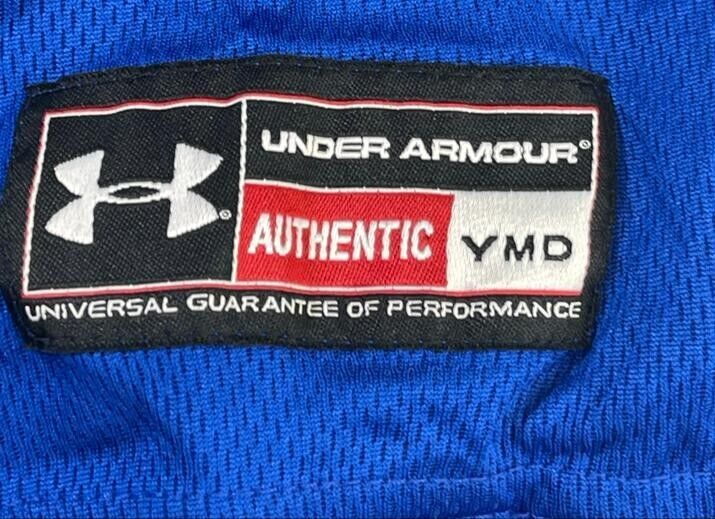 UNDER ARMOUR®
®
AUTHENTIC YMD
UNIVERSAL GUARANTEE OF PERFORMANCE